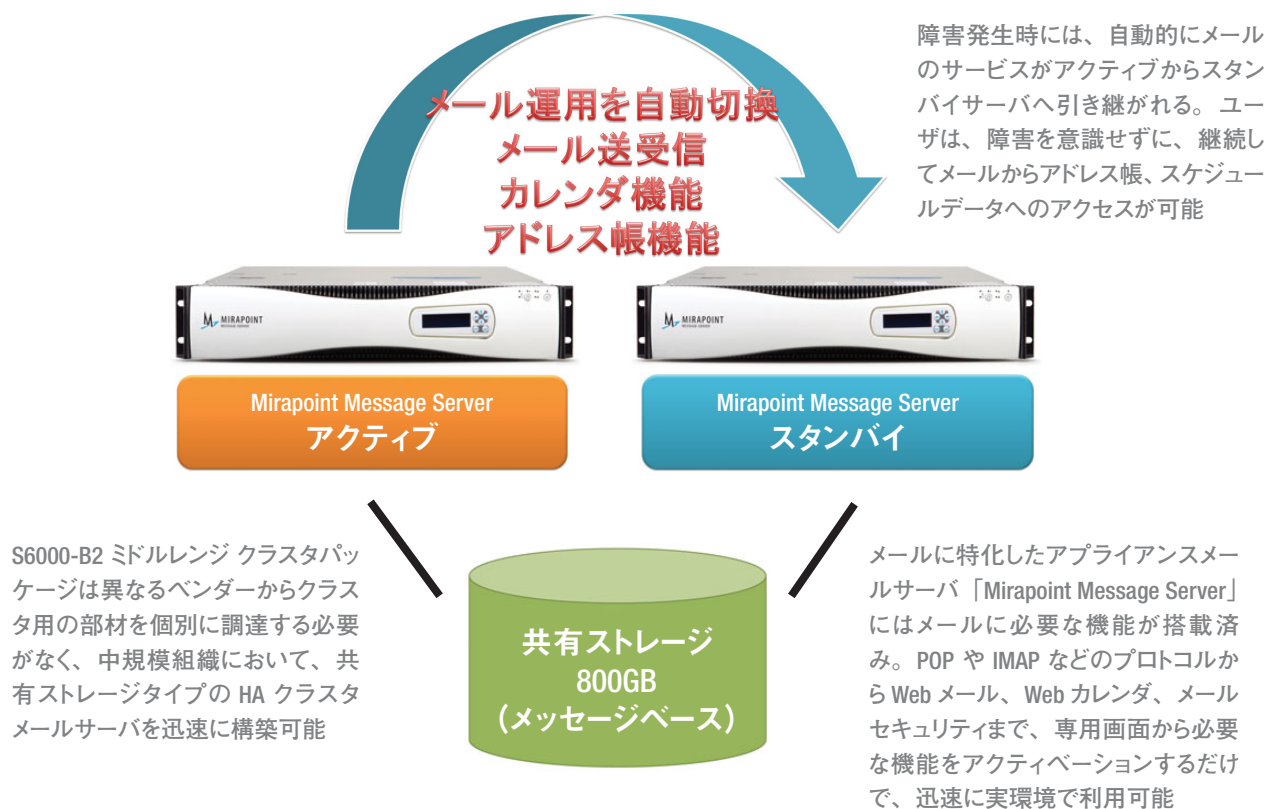 障害発生時には、自動的にメール
のサービスがアクティブからスタン
バイサーバへ引き継がれる。ユー
ザは、障害を意識せずに、継続し
てメールからアドレス帳、スケジュー
ルデータへのアクセスが可能
メール運用を自動切換
メール送受信
カレンダ機能
アドレス帳機能
MIRAPOINT
MESSAGE SERVER
MIRAPOINT
MESSAGE SERVER
Mirapoint Message Server
アクティブ
Mirapoint Message Server
スタンバイ
S6000-B2 ミドルレンジ クラスタパッ
ケージは異なるベンダーからクラス
タ用の部材を個別に調達する必要
がなく、中規模組織において、共
有ストレージタイプの HA クラスタ
メールサーバを迅速に構築可能
共有ストレージ
800GB
(メッセージベース)
メールに特化したアプライアンスメー
ルサーバ「Mirapoint Message Server」
にはメールに必要な機能が搭載済
み。POP や IMAP などのプロトコルか
ら Web メール、Web カレンダ、メール
セキュリティまで、専用画面から必要
な機能をアクティベーションするだけ
で、迅速に実環境で利用可能